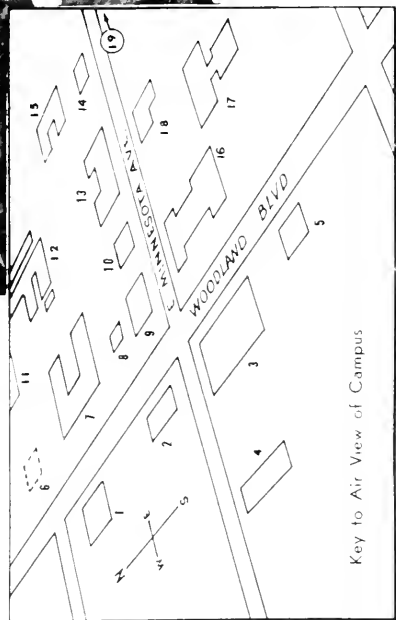 19
15
14
18
17
12
13
16
10
11
9
5
8
7
3
6
2
4
1
N
E
W
S
E MINNESOTA AVE
WOODLAND BLVD
Key to Air View of Campus